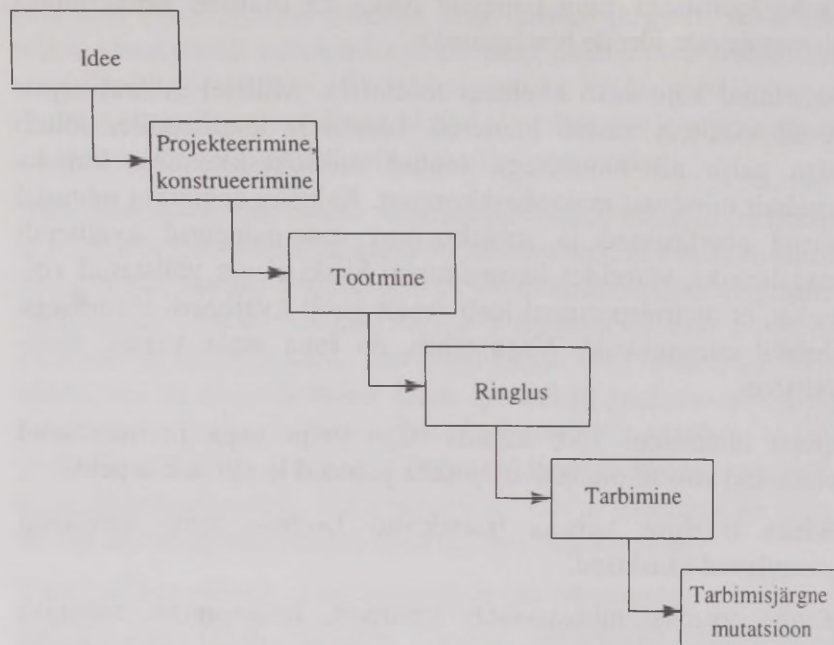 Idee
Projekteerimine,
konstrueerimine
Tootmine
Ringlus
Tarbimine
Tarbimisjärgne
mutatsioon